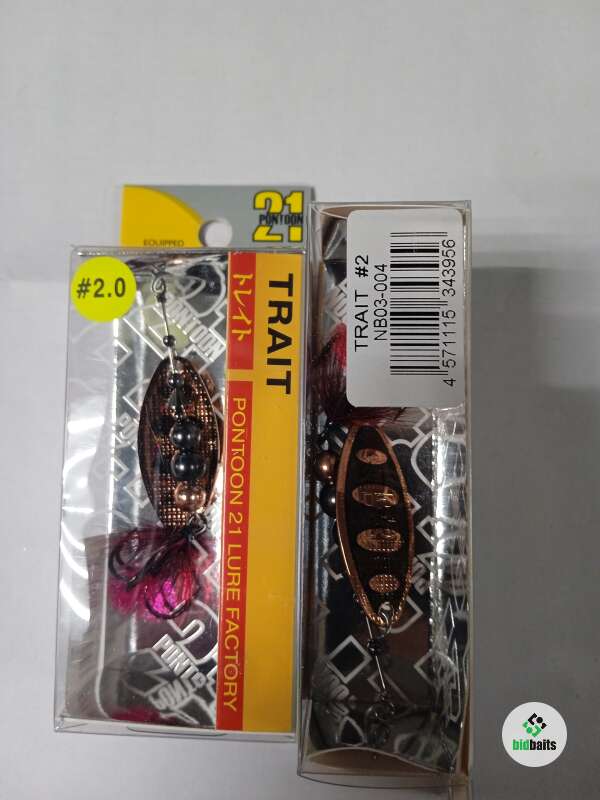 EQUIPPED
21
PONTOON
#2.0
TRAIT
トレイト
PONTOON 21 LURE FACTORY
TRAIT #2
NB03-004
4 571115 343956
PONTOON
bidbaits